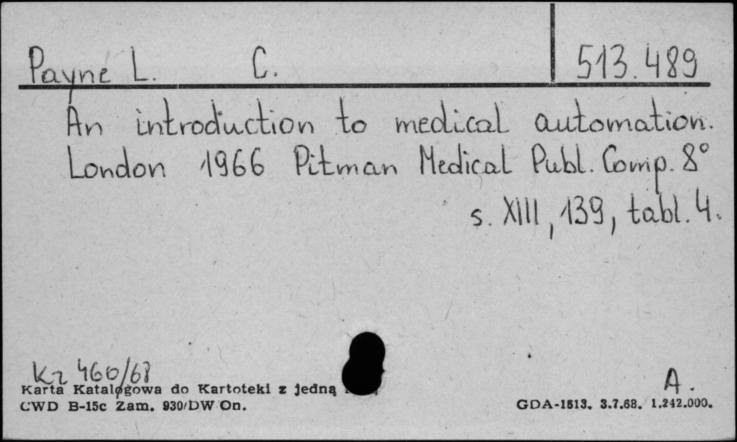 Payne L. C. 513.489
An introduction to medical automation.
London 1966 Pitman Medical Publ. Comp. 8°
s. XIII, 139, tabl. 4.
Kz 460/68 A.
Karta Katalogowa do Kartoteki z jedną
CWD B-15c Zam. 930/DW On. GDA-1513. 3.7.68. 1.242.000.